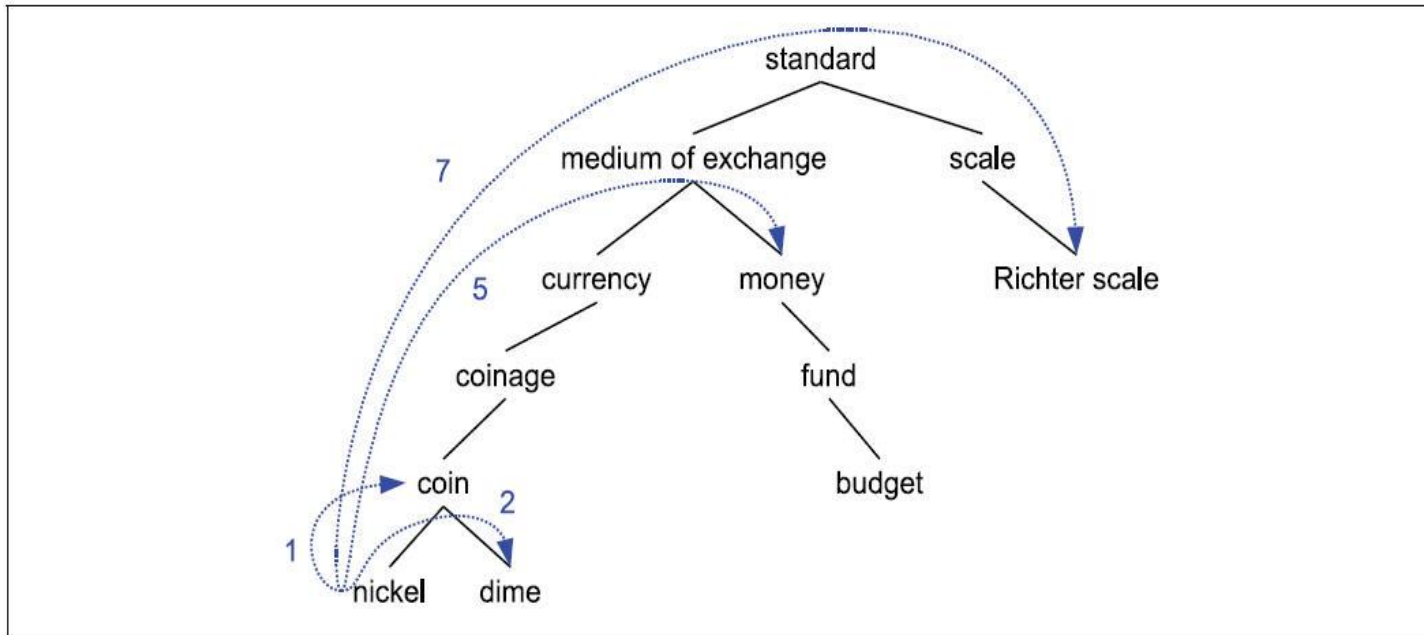 standard
7
medium of exchange scale
5
currency money Richter scale
coinage fund
coin 2 budget
1
nickel dime